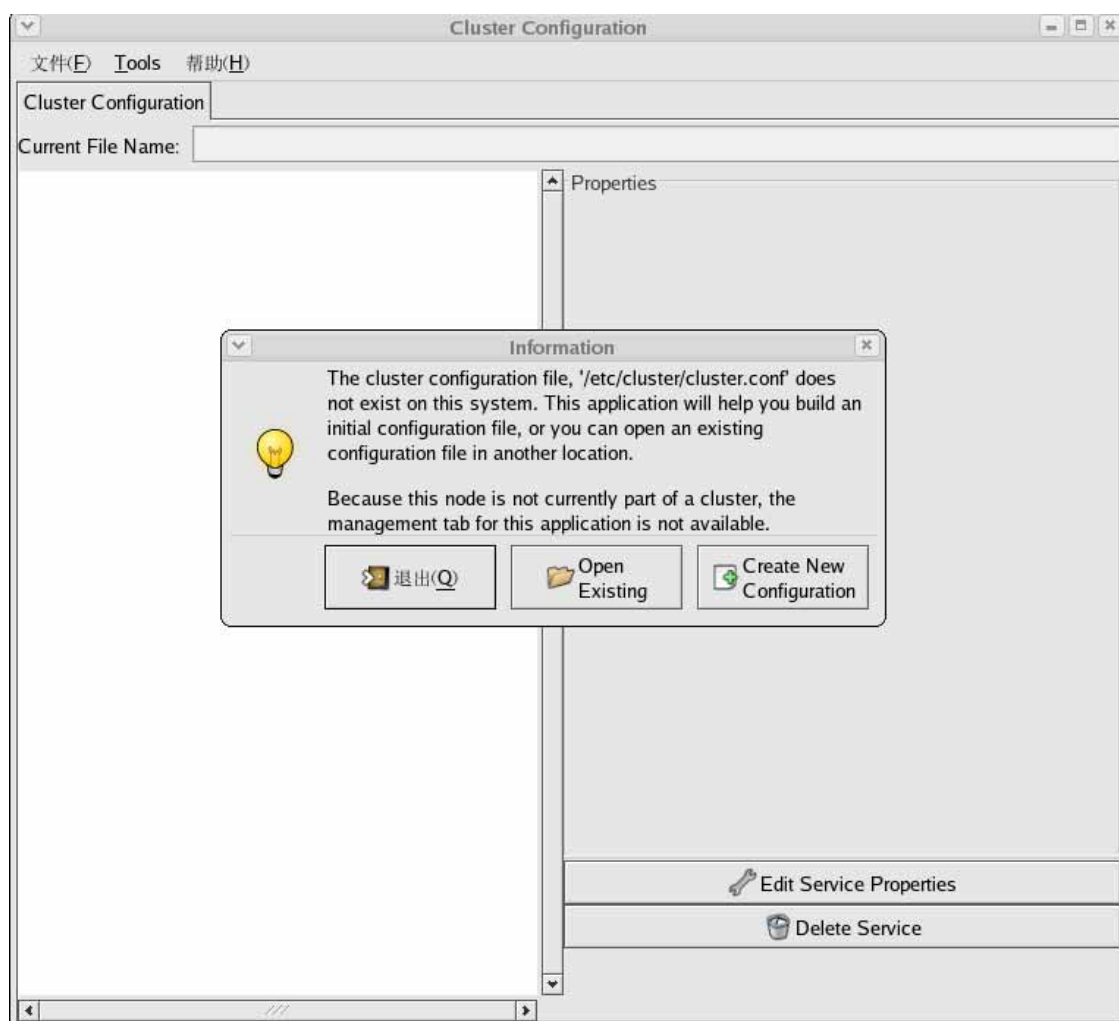 Cluster Configuration
文件(F) Tools 帮助(H)
Cluster Configuration
Current File Name:
Properties
Information
The cluster configuration file, '/etc/cluster/cluster.conf' does
not exist on this system. This application will help you build an
initial configuration file, or you can open an existing
configuration file in another location.
Because this node is not currently part of a cluster, the
management tab for this application is not available.
退出(Q)
Open
Existing
Create New
Configuration
Edit Service Properties
Delete Service